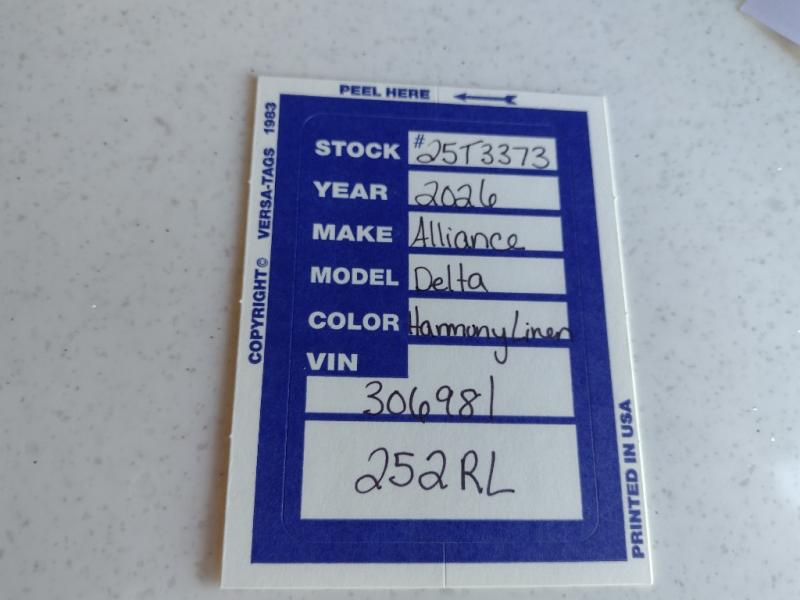 PEEL HERE
COPYRIGHT © VERSA-TAGS 1983
STOCK #25T3373
YEAR 2026
MAKE Alliance
MODEL Delta
COLOR Harmony Linen
VIN
306981
252RL
PRINTED IN USA